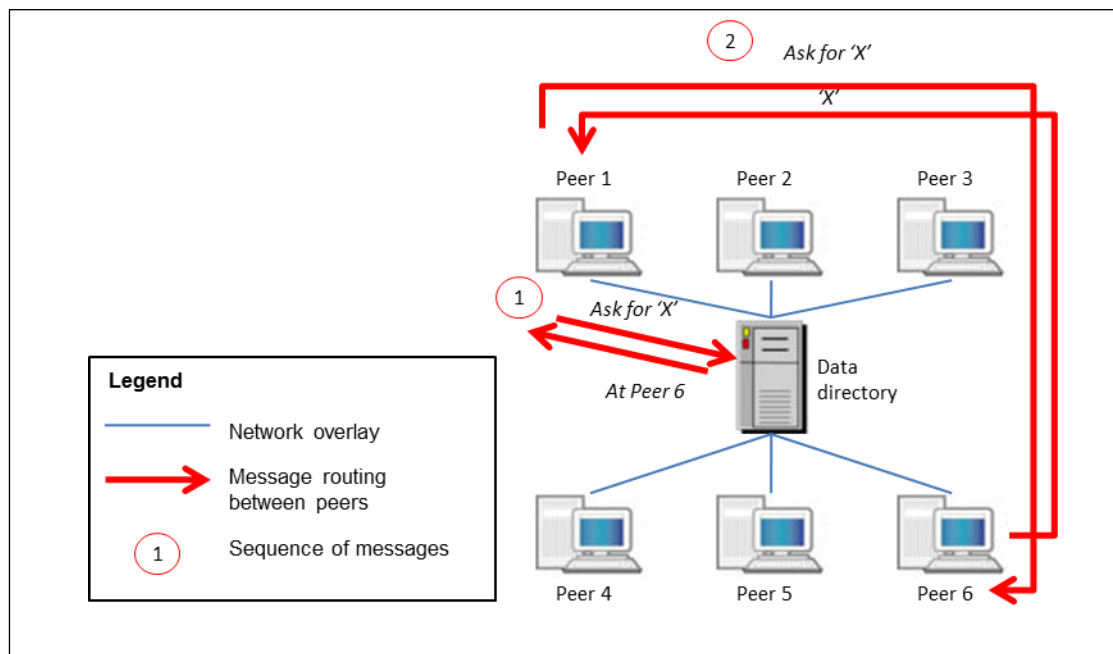 2
Ask for ‘X’
‘X’
Peer 1
Peer 2
Peer 3
1
Ask for ‘X’
At Peer 6
Data
directory
Legend
Network overlay
Message routing
between peers
1
Sequence of messages
Peer 4
Peer 5
Peer 6